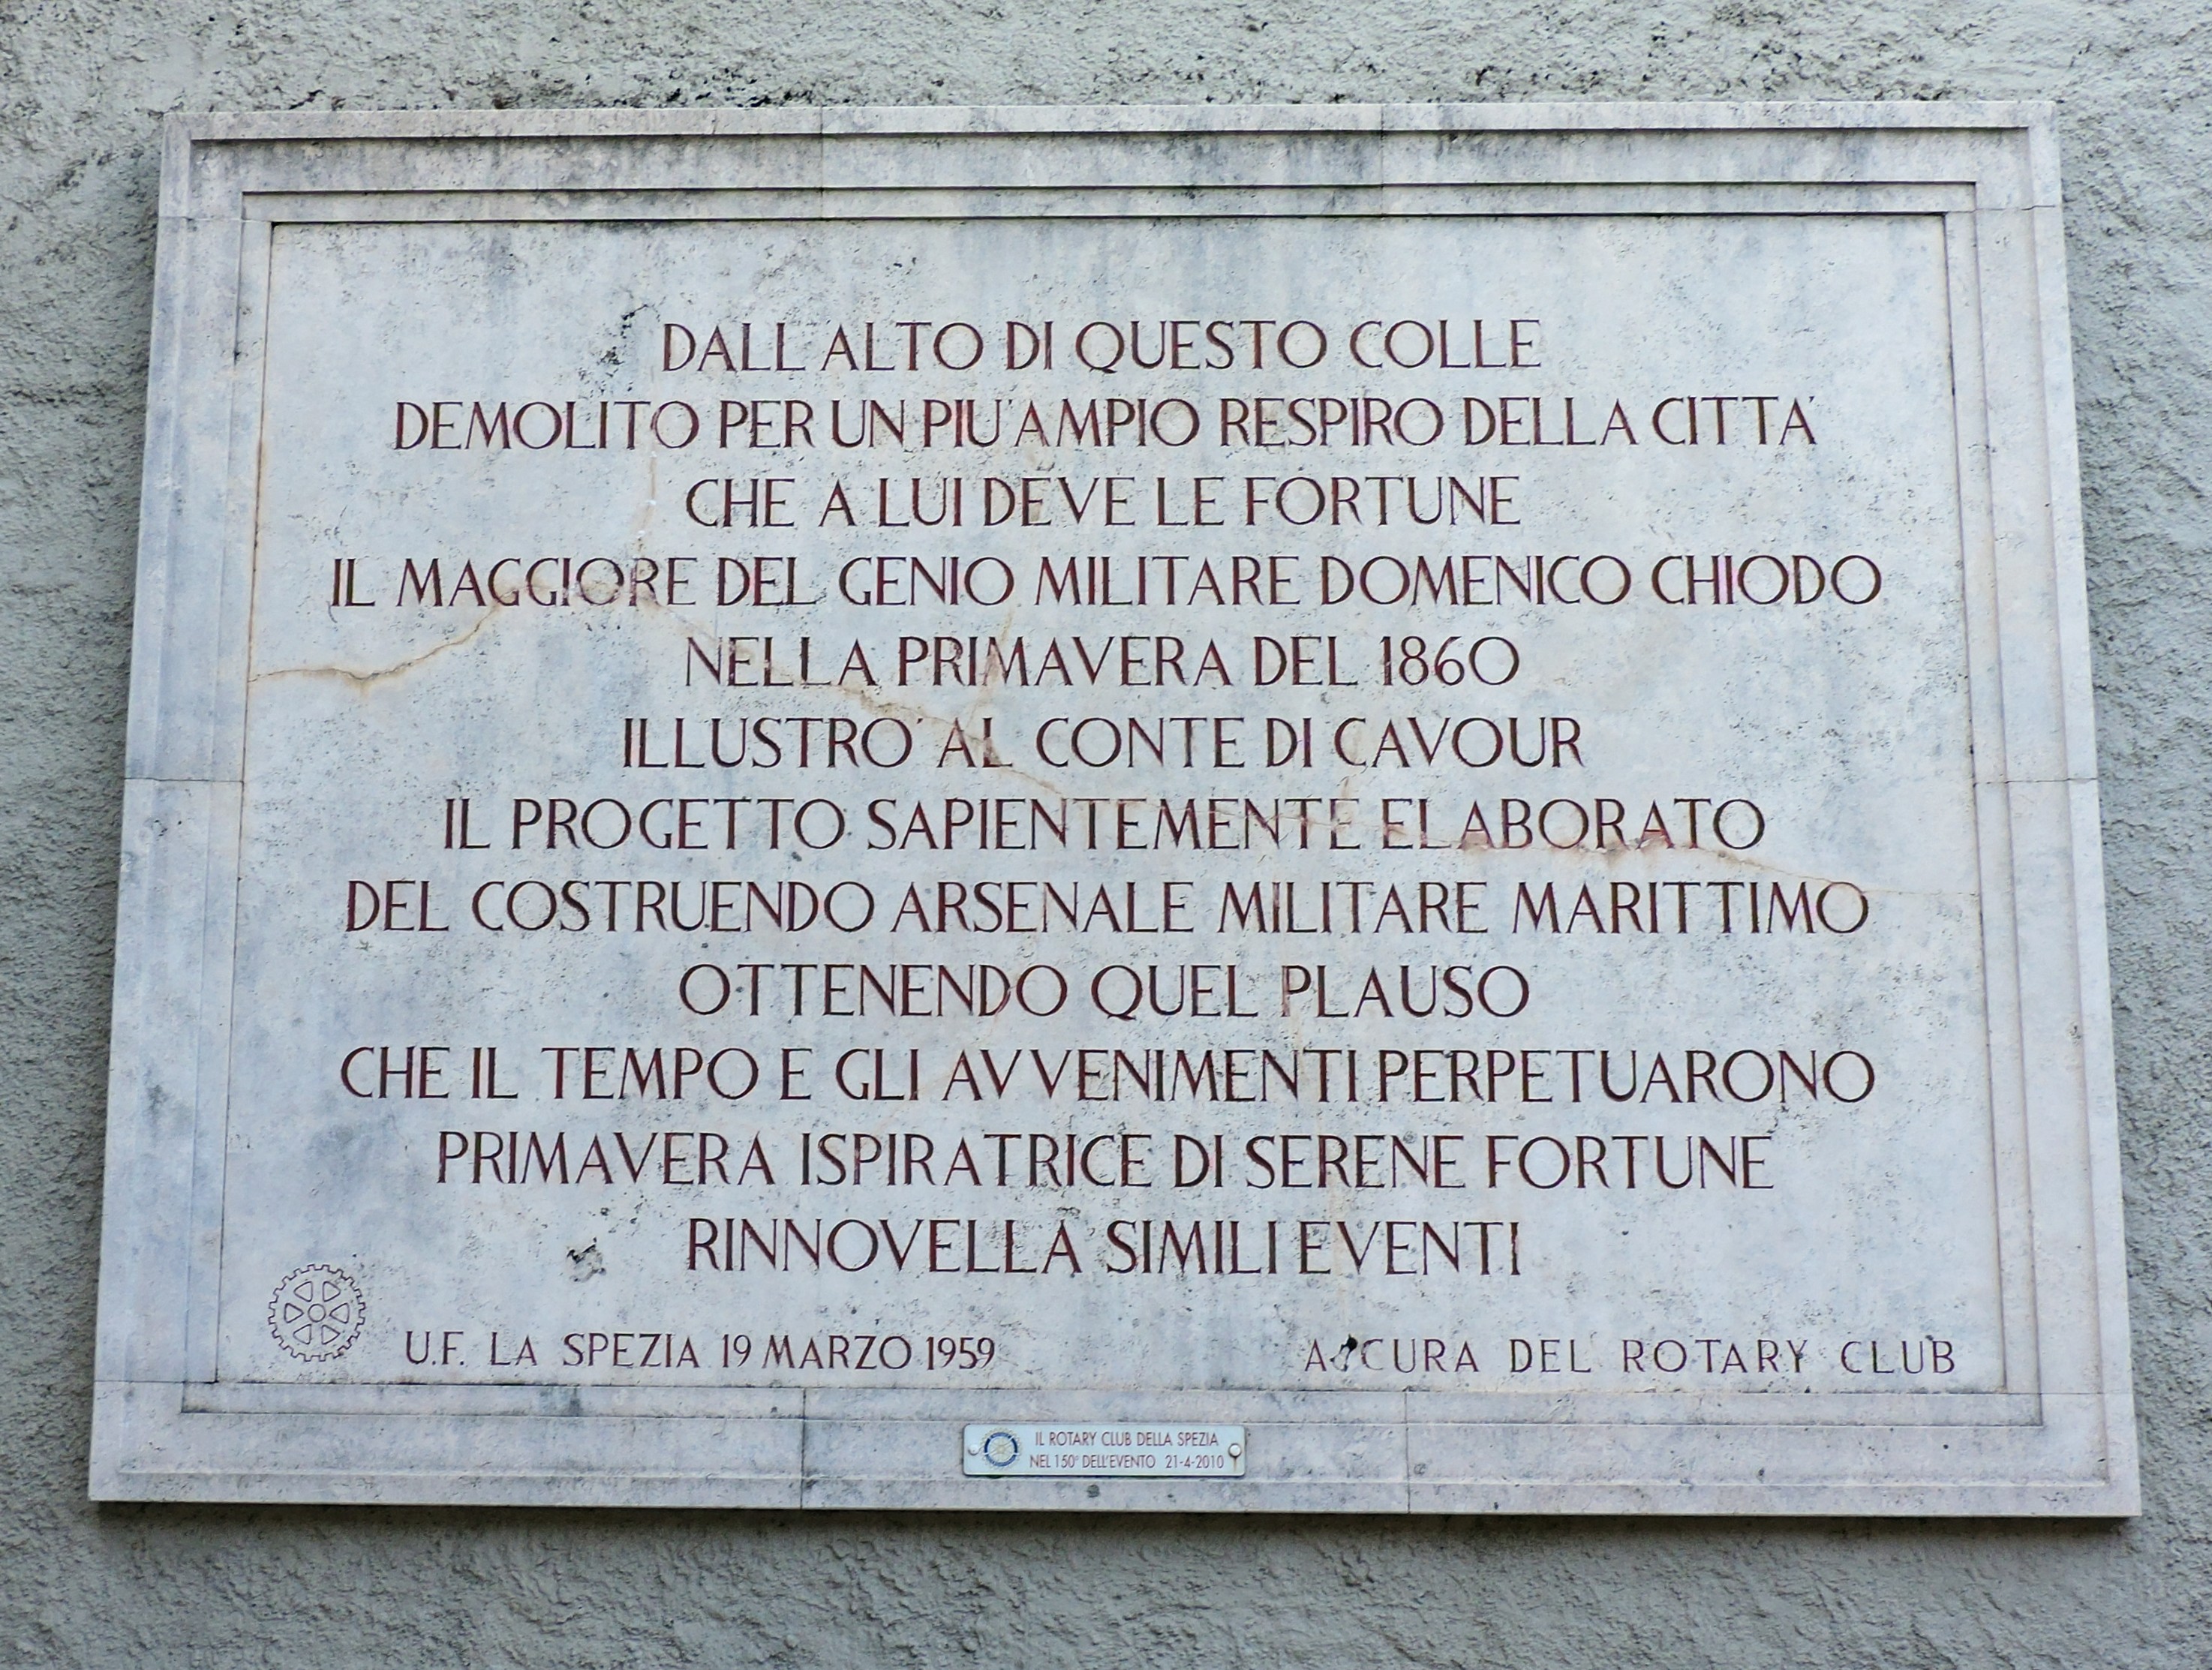 DALL ALTO DI QUESTO COLLE
DEMOLITO PER UN PIU' AMPIO RESPIRO DELLA CITTA'
CHE A LUI DEVE LE FORTUNE
IL MAGGIORE DEL GENIO MILITARE DOMENICO CHIODO
NELLA PRIMAVERA DEL 1860
ILLUSTRO' AL CONTE DI CAVOUR
IL PROGETTO SAPIENTEMENTE ELABORATO
DEL COSTRUENDO ARSENALE MILITARE MARITTIMO
OTTENENDO QUEL PLAUSO
CHE IL TEMPO E GLI AVVENIMENTI PERPETUARONO
PRIMAVERA ISPIRATRICE DI SERENE FORTUNE
RINNOVELLA SIMILI EVENTI
U.F. LA SPEZIA 19 MARZO 1959
A CURA DEL ROTARY CLUB
IL ROTARY CLUB DELLA SPEZIA
NEL 150° DELL'EVENTO 21-4-2010